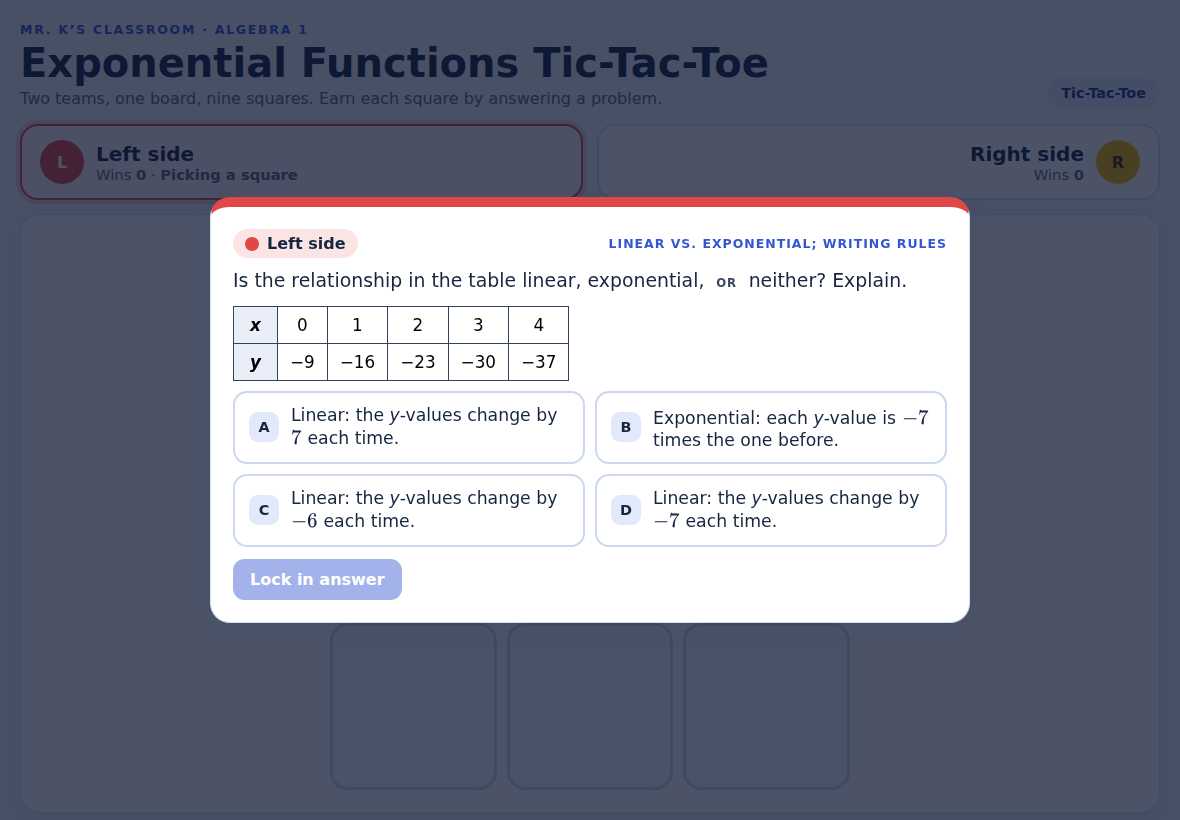 MR. K'S CLASSROOM · ALGEBRA 1
Exponential Functions Tic-Tac-Toe
Two teams, one board, nine squares. Earn each square by answering a problem.
Tic-Tac-Toe
L
Left side
Wins 0 · Picking a square
Right side
Wins 0
R
Left side
LINEAR VS. EXPONENTIAL; WRITING RULES
Is the relationship in the table linear, exponential, OR neither? Explain.
x 0 1 2 3 4
y −9 −16 −23 −30 −37
A
Linear: the y-values change by
7 each time.
B
Exponential: each y-value is −7
times the one before.
C
Linear: the y-values change by
−6 each time.
D
Linear: the y-values change by
−7 each time.
Lock in answer